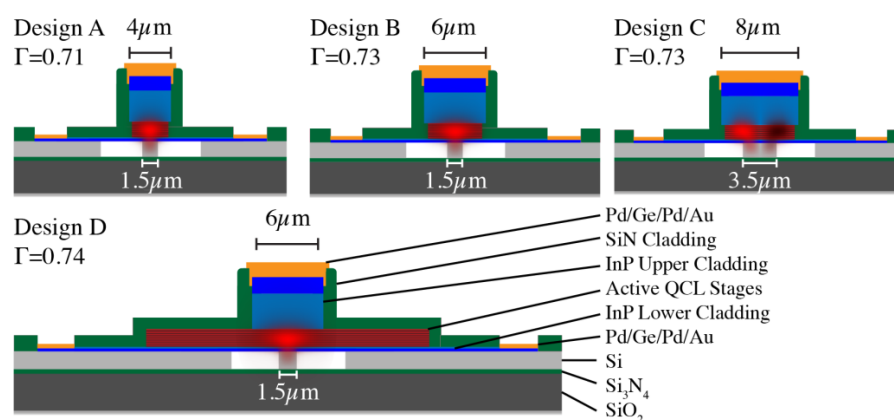 Design A
Γ=0.71
4μm
1.5μm
Design B
Γ=0.73
6μm
1.5μm
Design C
Γ=0.73
8μm
3.5μm
Design D
Γ=0.74
6μm
1.5μm
Pd/Ge/Pd/Au
SiN Cladding
InP Upper Cladding
Active QCL Stages
InP Lower Cladding
Pd/Ge/Pd/Au
Si
Si₃N₄
SiO₂